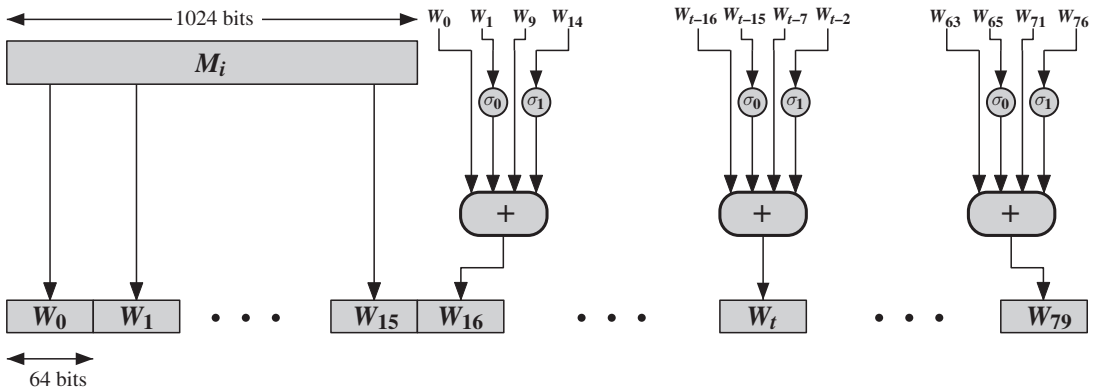 1024 bits
W0 W1 W9 W14
Wt–16 Wt–15 Wt–7 Wt–2
W63 W65 W71 W76
Mi
σ0 σ1
σ0 σ1
σ0 σ1
+
+
+
W0 W1 • • • W15 W16 • • • Wt • • • W79
64 bits